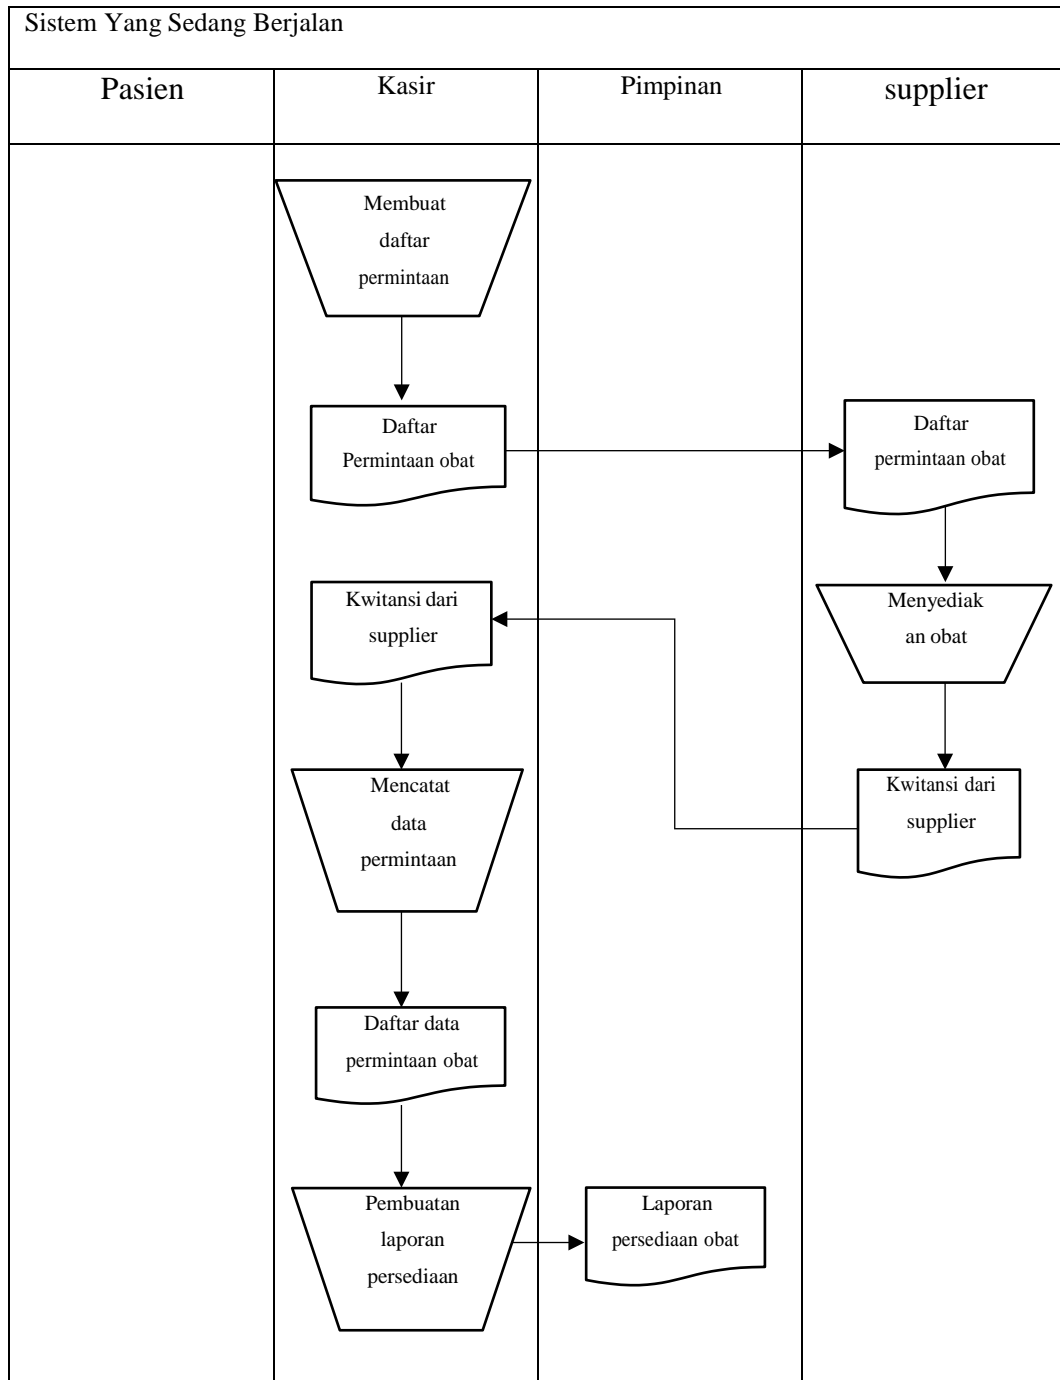 Sistem Yang Sedang Berjalan
Pasien
Kasir
Pimpinan
supplier
Membuat
daftar
permintaan
Daftar
Permintaan obat
Daftar
permintaan obat
Kwitansi dari
supplier
Menyediak
an obat
Mencatat
data
permintaan
Kwitansi dari
supplier
Daftar data
permintaan obat
Pembuatan
laporan
persediaan
Laporan
persediaan obat